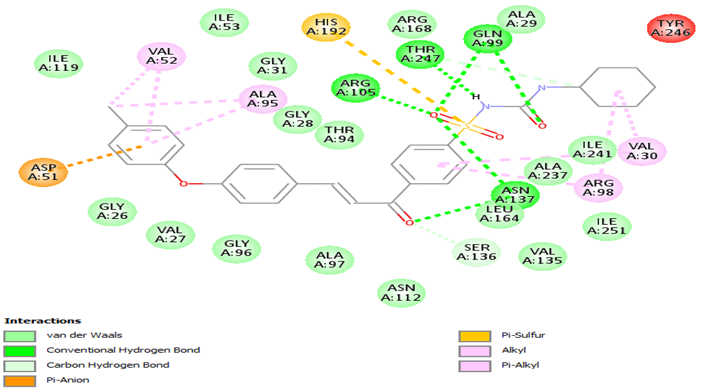 ILE
A:53
HIS
A:192
ARG
A:168
ALA
A:29
TYR
A:246
ILE
A:119
VAL
A:52
GLY
A:31
THR
A:247
GLN
A:99
ARG
A:105
ALA
A:95
GLY
A:28
THR
A:94
H
N
N
O
O
S
O
ILE
A:241
VAL
A:30
ASP
A:51
ALA
A:237
ARG
A:98
O
ASN
A:137
LEU
A:164
GLY
A:26
VAL
A:27
GLY
A:96
O
ILE
A:251
ALA
A:97
SER
A:136
VAL
A:135
ASN
A:112
Interactions
van der Waals
Conventional Hydrogen Bond
Carbon Hydrogen Bond
Pi-Anion
Pi-Sulfur
Alkyl
Pi-Alkyl